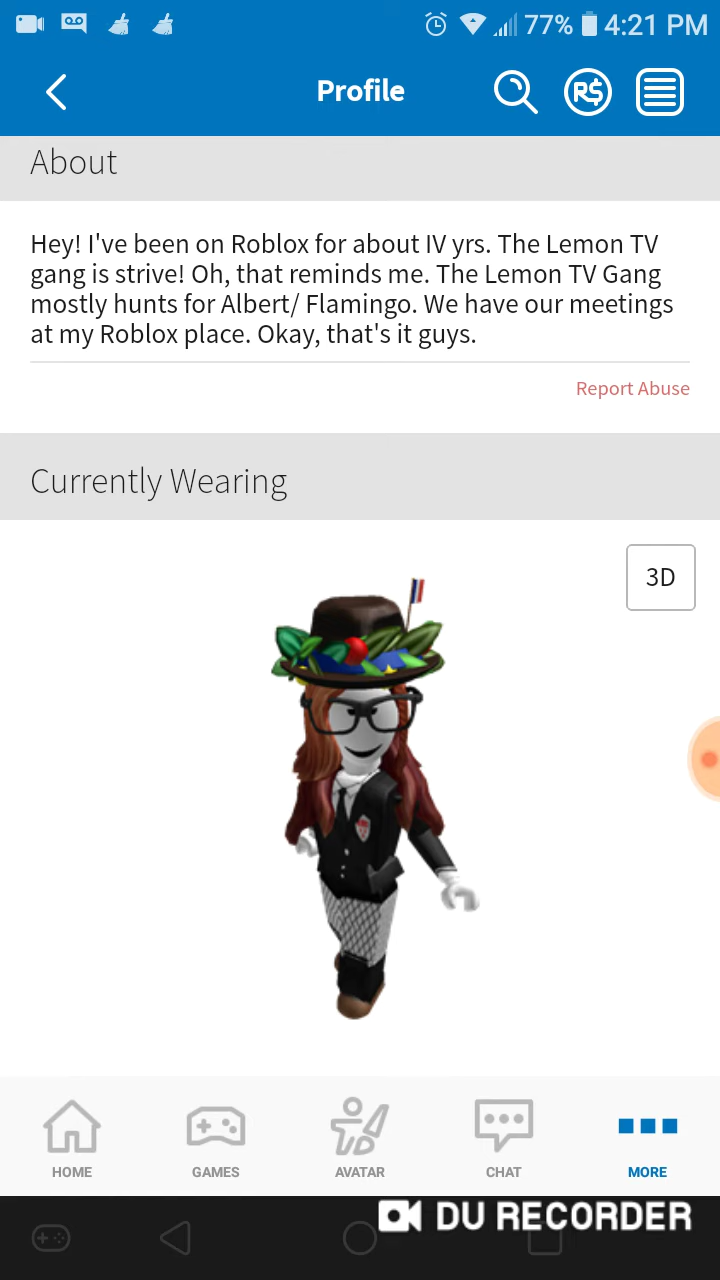 77% 4:21 PM
Profile
R$
About
Hey! I've been on Roblox for about IV yrs. The Lemon TV
gang is strive! Oh, that reminds me. The Lemon TV Gang
mostly hunts for Albert/ Flamingo. We have our meetings
at my Roblox place. Okay, that's it guys.
Report Abuse
Currently Wearing
3D
HOME GAMES AVATAR CHAT MORE
DU RECORDER